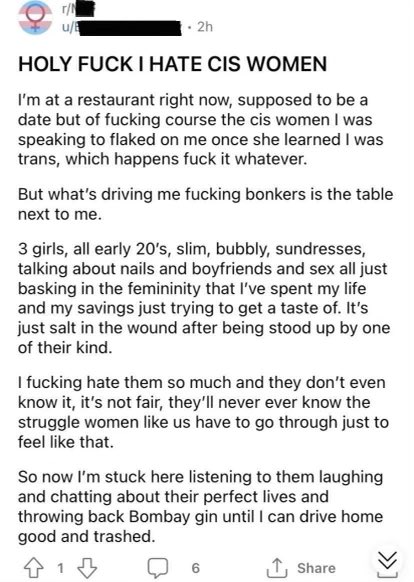 r/
u/ · 2h
HOLY FUCK I HATE CIS WOMEN
I'm at a restaurant right now, supposed to be a
date but of fucking course the cis women I was
speaking to flaked on me once she learned I was
trans, which happens fuck it whatever.
But what's driving me fucking bonkers is the table
next to me.
3 girls, all early 20's, slim, bubbly, sundresses,
talking about nails and boyfriends and sex all just
basking in the femininity that I've spent my life
and my savings just trying to get a taste of. It's
just salt in the wound after being stood up by one
of their kind.
I fucking hate them so much and they don't even
know it, it's not fair, they'll never ever know the
struggle women like us have to go through just to
feel like that.
So now I'm stuck here listening to them laughing
and chatting about their perfect lives and
throwing back Bombay gin until I can drive home
good and trashed.
1 6 Share